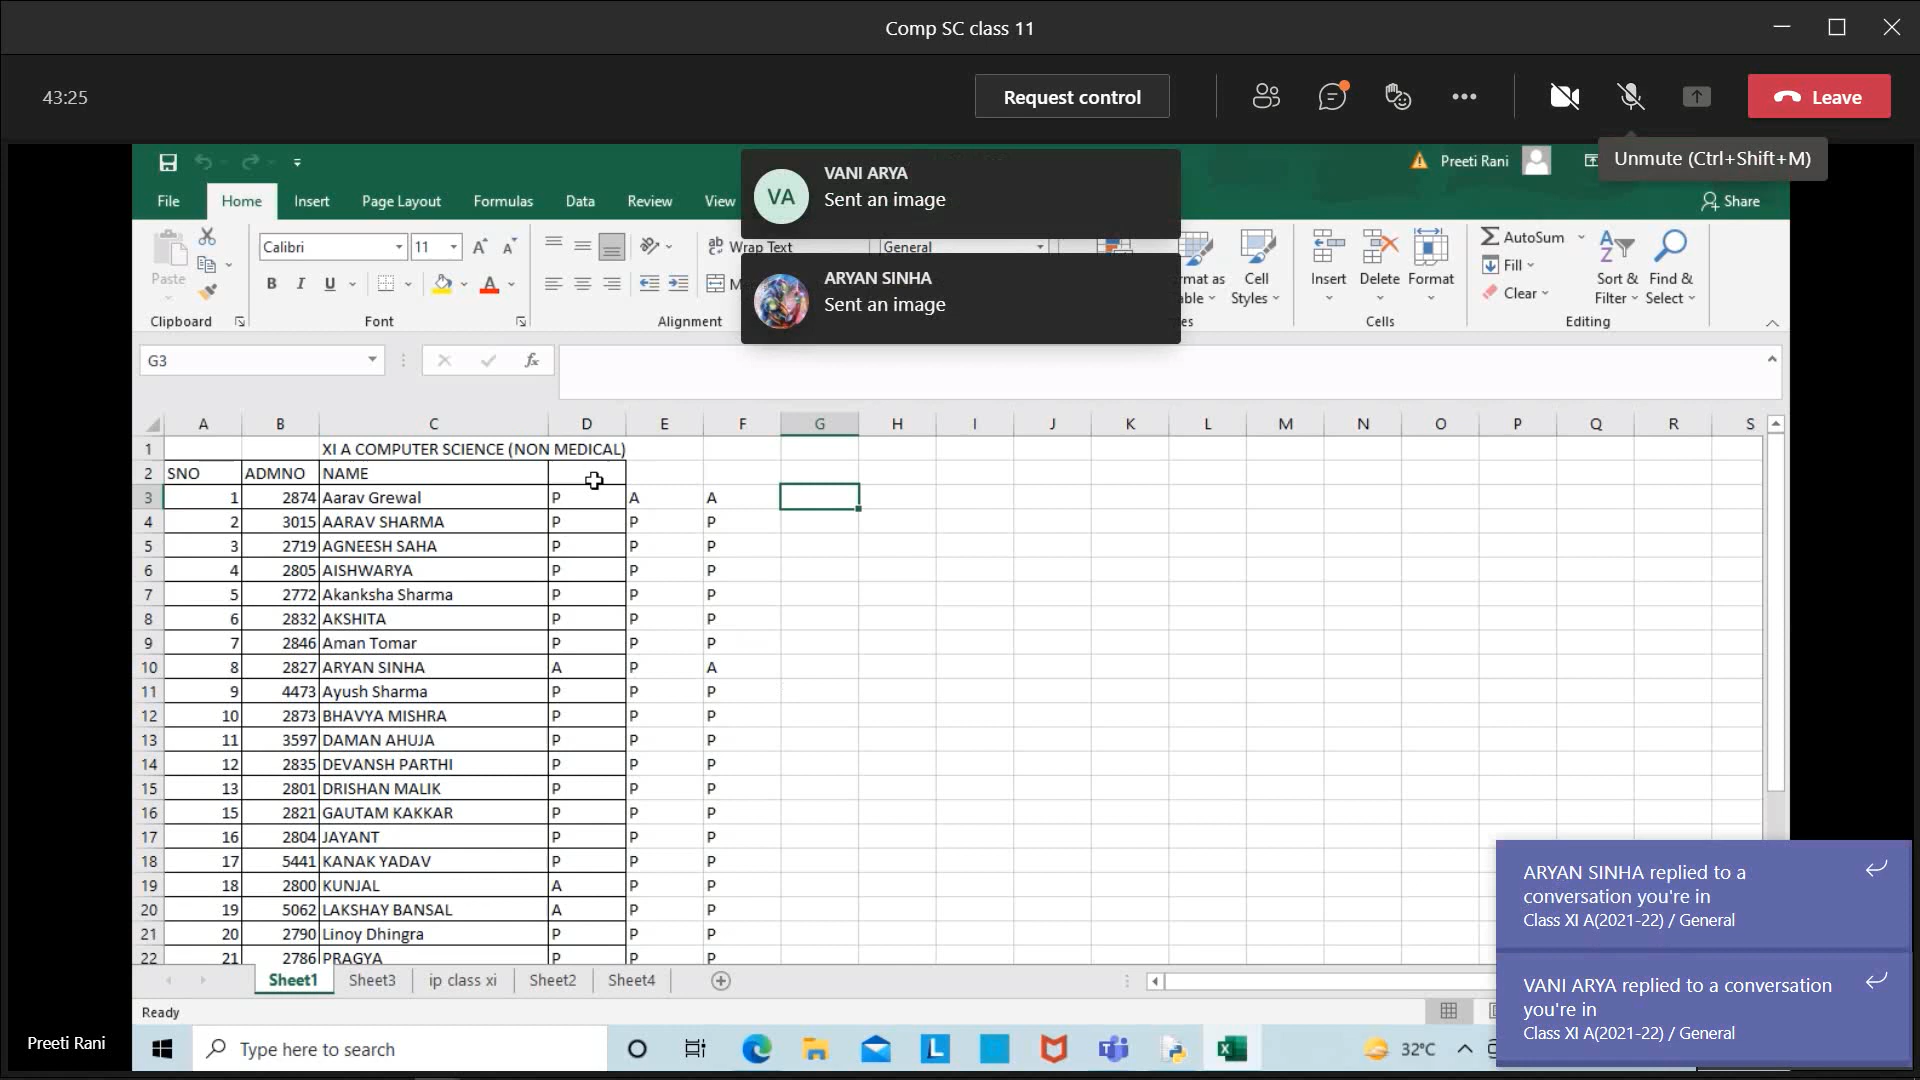 Comp SC class 11
43:25
Request control
Leave
Unmute (Ctrl+Shift+M)
VANI ARYA
VA
Sent an image
ARYAN SINHA
Sent an image
Preeti Rani
File Home Insert Page Layout Formulas Data Review View
Share
Calibri 11
Wrap Text
General
AutoSum
Fill
Clear
Paste
B I U
Cell Styles
Insert Delete Format
Sort & Filter
Find & Select
Clipboard Font Alignment Cells Editing
G3
fx
A B C D E F G H I J K L M N O P Q R S
1 XI A COMPUTER SCIENCE (NON MEDICAL)
2 SNO ADMNO NAME
3 1 2874 Aarav Grewal P A A
4 2 3015 AARAV SHARMA P P P
5 3 2719 AGNEESH SAHA P P P
6 4 2805 AISHWARYA P P P
7 5 2772 Akanksha Sharma P P P
8 6 2832 AKSHITA P P P
9 7 2846 Aman Tomar P P P
10 8 2827 ARYAN SINHA A P A
11 9 4473 Ayush Sharma P P P
12 10 2873 BHAVYA MISHRA P P P
13 11 3597 DAMAN AHUJA P P P
14 12 2835 DEVANSH PARTHI P P P
15 13 2801 DRISHAN MALIK P P P
16 15 2821 GAUTAM KAKKAR P P P
17 16 2804 JAYANT P P P
18 17 5441 KANAK YADAV P P P
19 18 2800 KUNJAL A P P
20 19 5062 LAKSHAY BANSAL A P P
21 20 2790 Linoy Dhingra P P P
22 21 2786 PRAGYA P P P
Sheet1 Sheet3 ip class xi Sheet2 Sheet4
Ready
Preeti Rani
Type here to search
32°C
ARYAN SINHA replied to a
conversation you're in
Class XI A(2021-22) / General
VANI ARYA replied to a conversation
you're in
Class XI A(2021-22) / General